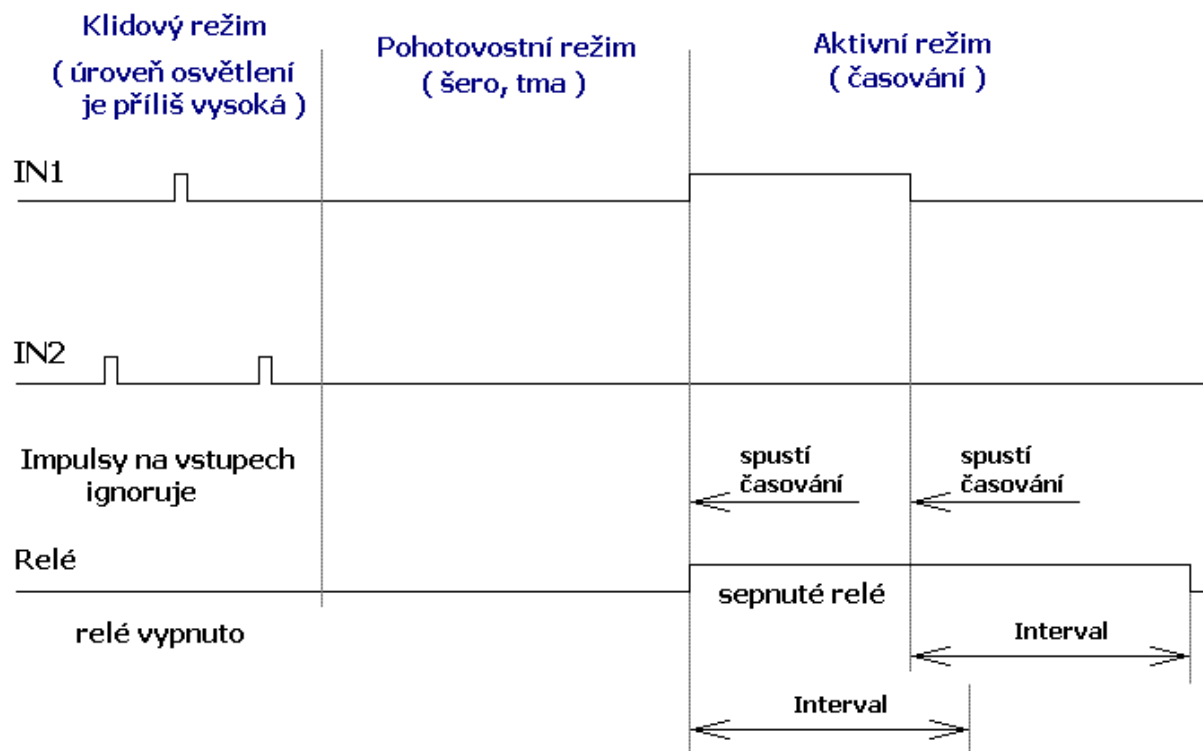 Klidový režim
( úroveň osvětlení
je příliš vysoká )
Pohotovostní režim
( šero, tma )
Aktivní režim
( časování )
IN1
IN2
Impulsy na vstupech
ignoruje
spustí
časování
spustí
časování
Relé
sepnuté relé
relé vypnuto
Interval
Interval